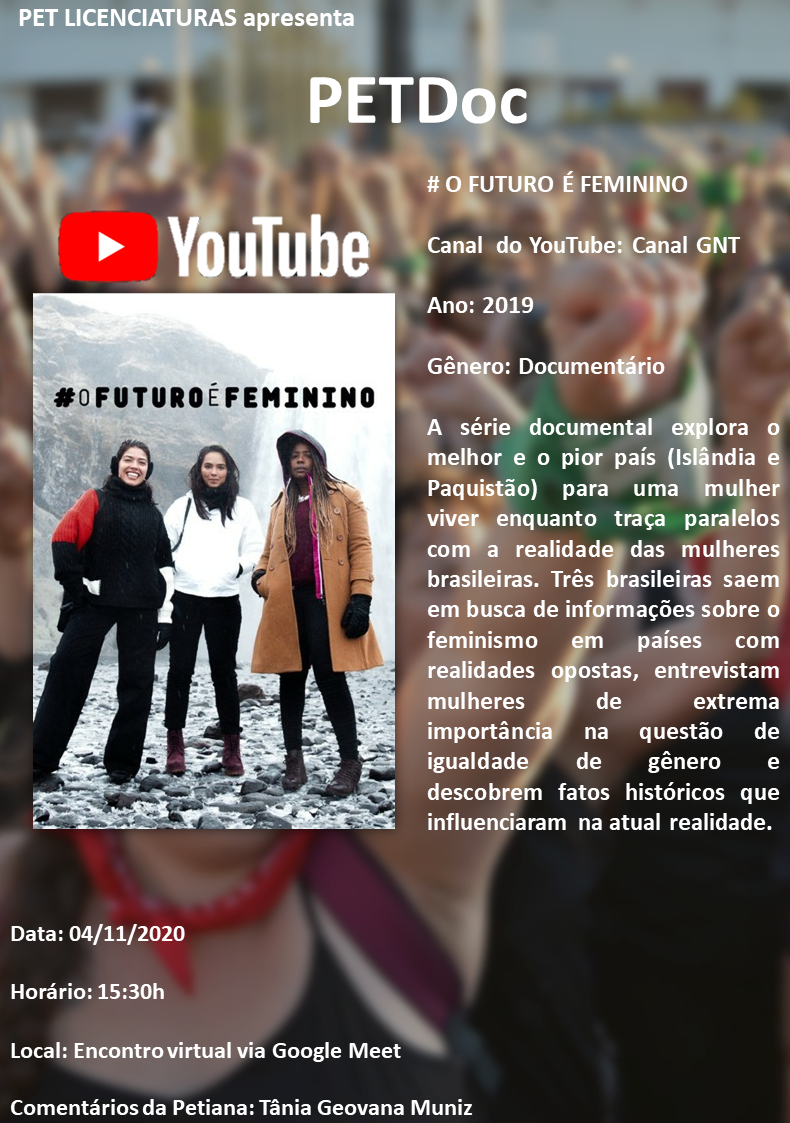 PET LICENCIATURAS apresenta
PETDoc
# O FUTURO É FEMININO
YouTube
Canal do YouTube: Canal GNT
Ano: 2019
Gênero: Documentário
#OFUTUROÉFEMININO
A série documental explora o
melhor e o pior país (Islândia e
Paquistão) para uma mulher
viver enquanto traça paralelos
com a realidade das mulheres
brasileiras. Três brasileiras saem
em busca de informações sobre o
feminismo em países com
realidades opostas, entrevistam
mulheres de extrema
importância na questão de
igualdade de gênero e
descobrem fatos históricos que
influenciaram na atual realidade.
Data: 04/11/2020
Horário: 15:30h
Local: Encontro virtual via Google Meet
Comentários da Petiana: Tânia Geovana Muniz